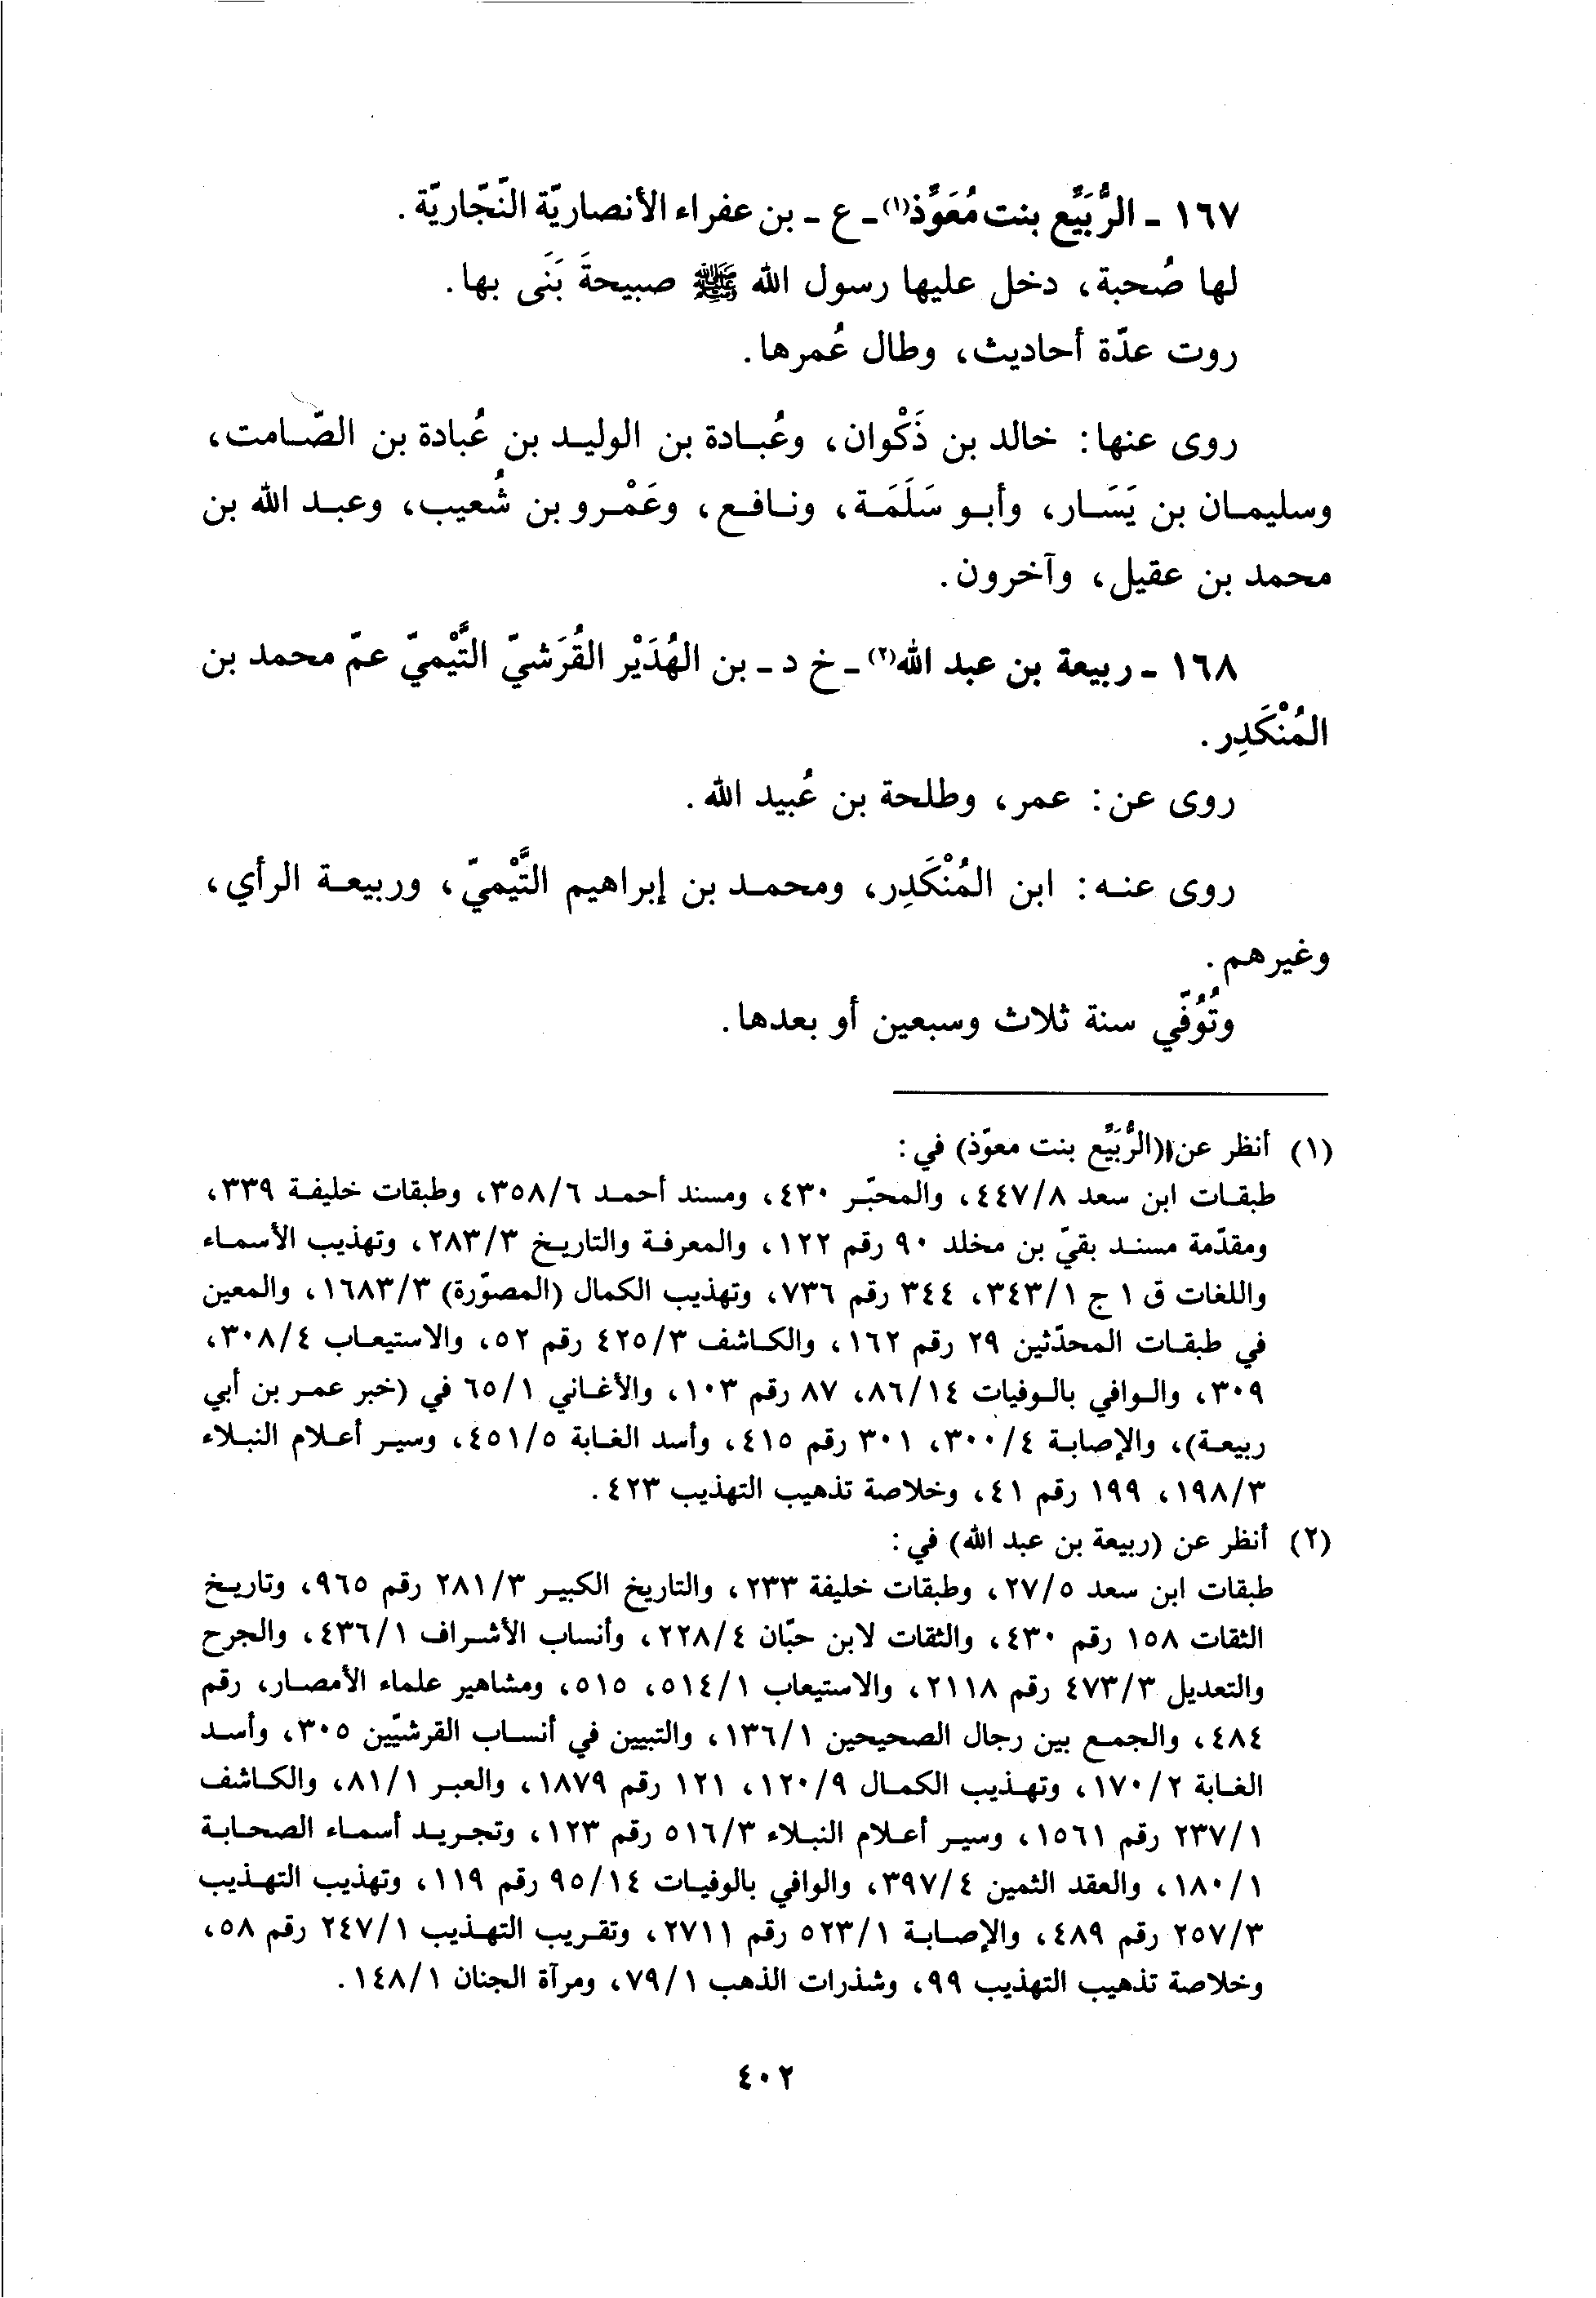 ١٦٧ - الرُّبَيِّع بنت مُعَوِّذ(١) - ع - بن عفراء الأنصاريّة النّجّاريّة.
لها صُحبة، دخل عليها رسول الله ﷺ صبيحةَ بَنَى بها.
روت عدّة أحاديث، وطال عُمرها.
روى عنها: خالد بن ذَكْوان، وعُبادة بن الوليد بن عُبادة بن الصّامت،
وسليمان بن يَسَار، وأبو سَلَمَة، ونافع، وعَمْرو بن شُعيب، وعبد الله بن
محمد بن عقيل، وآخرون.
١٦٨ - ربيعة بن عبد الله(٢) - خ د - بن الهُدَيْر القُرَشيّ التَّيْميّ عمّ محمد بن
المُنْكَدِر.
روى عن: عمر، وطلحة بن عُبيد الله.
روى عنه: ابن المُنْكَدِر، ومحمد بن إبراهيم التَّيْميّ، وربيعة الرأي،
وغيرهم.
وتُوُفّي سنة ثلاث وسبعين أو بعدها.
(١) أنظر عن (الرُّبَيِّع بنت معوّذ) في:
طبقات ابن سعد ٤٤٧/٨، والمحبّر ٤٣٠، ومسند أحمد ٣٥٨/٦، وطبقات خليفة ٣٣٩،
ومقدّمة مسند بقيّ بن مخلد ٩٠ رقم ١٢٢، والمعرفة والتاريخ ٢٨٣/٣، وتهذيب الأسماء
واللغات ق ١ ج ٣٤٣/١، ٣٤٤ رقم ٧٣٦، وتهذيب الكمال (المصوّرة) ١٦٨٣/٣، والمعين
في طبقات المحدّثين ٢٩ رقم ١٦٢، والكاشف ٤٢٥/٣ رقم ٥٢، والاستيعاب ٣٠٨/٤،
٣٠٩، والوافي بالوفيات ٨٦/١٤، ٨٧ رقم ١٠٣، والأغاني ٦٥/١ في (خبر عمر بن أبي
ربيعة)، والإصابة ٣٠٠/٤، ٣٠١ رقم ٤١٥، وأسد الغابة ٤٥١/٥، وسير أعلام النبلاء
١٩٨/٣، ١٩٩ رقم ٤١، وخلاصة تذهيب التهذيب ٤٢٣.
(٢) أنظر عن (ربيعة بن عبد الله) في:
طبقات ابن سعد ٢٧/٥، وطبقات خليفة ٢٣٣، والتاريخ الكبير ٢٨١/٣ رقم ٩٦٥، وتاريخ
الثقات ١٥٨ رقم ٤٣٠، والثقات لابن حبّان ٢٢٨/٤، وأنساب الأشراف ٤٣٦/١، والجرح
والتعديل ٤٧٣/٣ رقم ٢١١٨، والاستيعاب ٥١٤/١، ٥١٥، ومشاهير علماء الأمصار، رقم
٤٨٤، والجمع بين رجال الصحيحين ١٣٦/١، والتبيين في أنساب القرشيّين ٣٠٥، وأسد
الغابة ١٧٠/٢، وتهذيب الكمال ١٢٠/٩، ١٢١ رقم ١٨٧٩، والعبر ٨١/١، والكاشف
٢٣٧/١ رقم ١٥٦١، وسير أعلام النبلاء ٥١٦/٣ رقم ١٢٣، وتجريد أسماء الصحابة
١٨٠/١، والعقد الثمين ٣٩٧/٤، والوافي بالوفيات ٩٥/١٤ رقم ١١٩، وتهذيب التهذيب
٢٥٧/٣ رقم ٤٨٩، والإصابة ٥٢٣/١ رقم ٢٧١١، وتقريب التهذيب ٢٤٧/١ رقم ٥٨،
وخلاصة تذهيب التهذيب ٩٩، وشذرات الذهب ٧٩/١، ومرآة الجنان ١٤٨/١.
٤٠٢